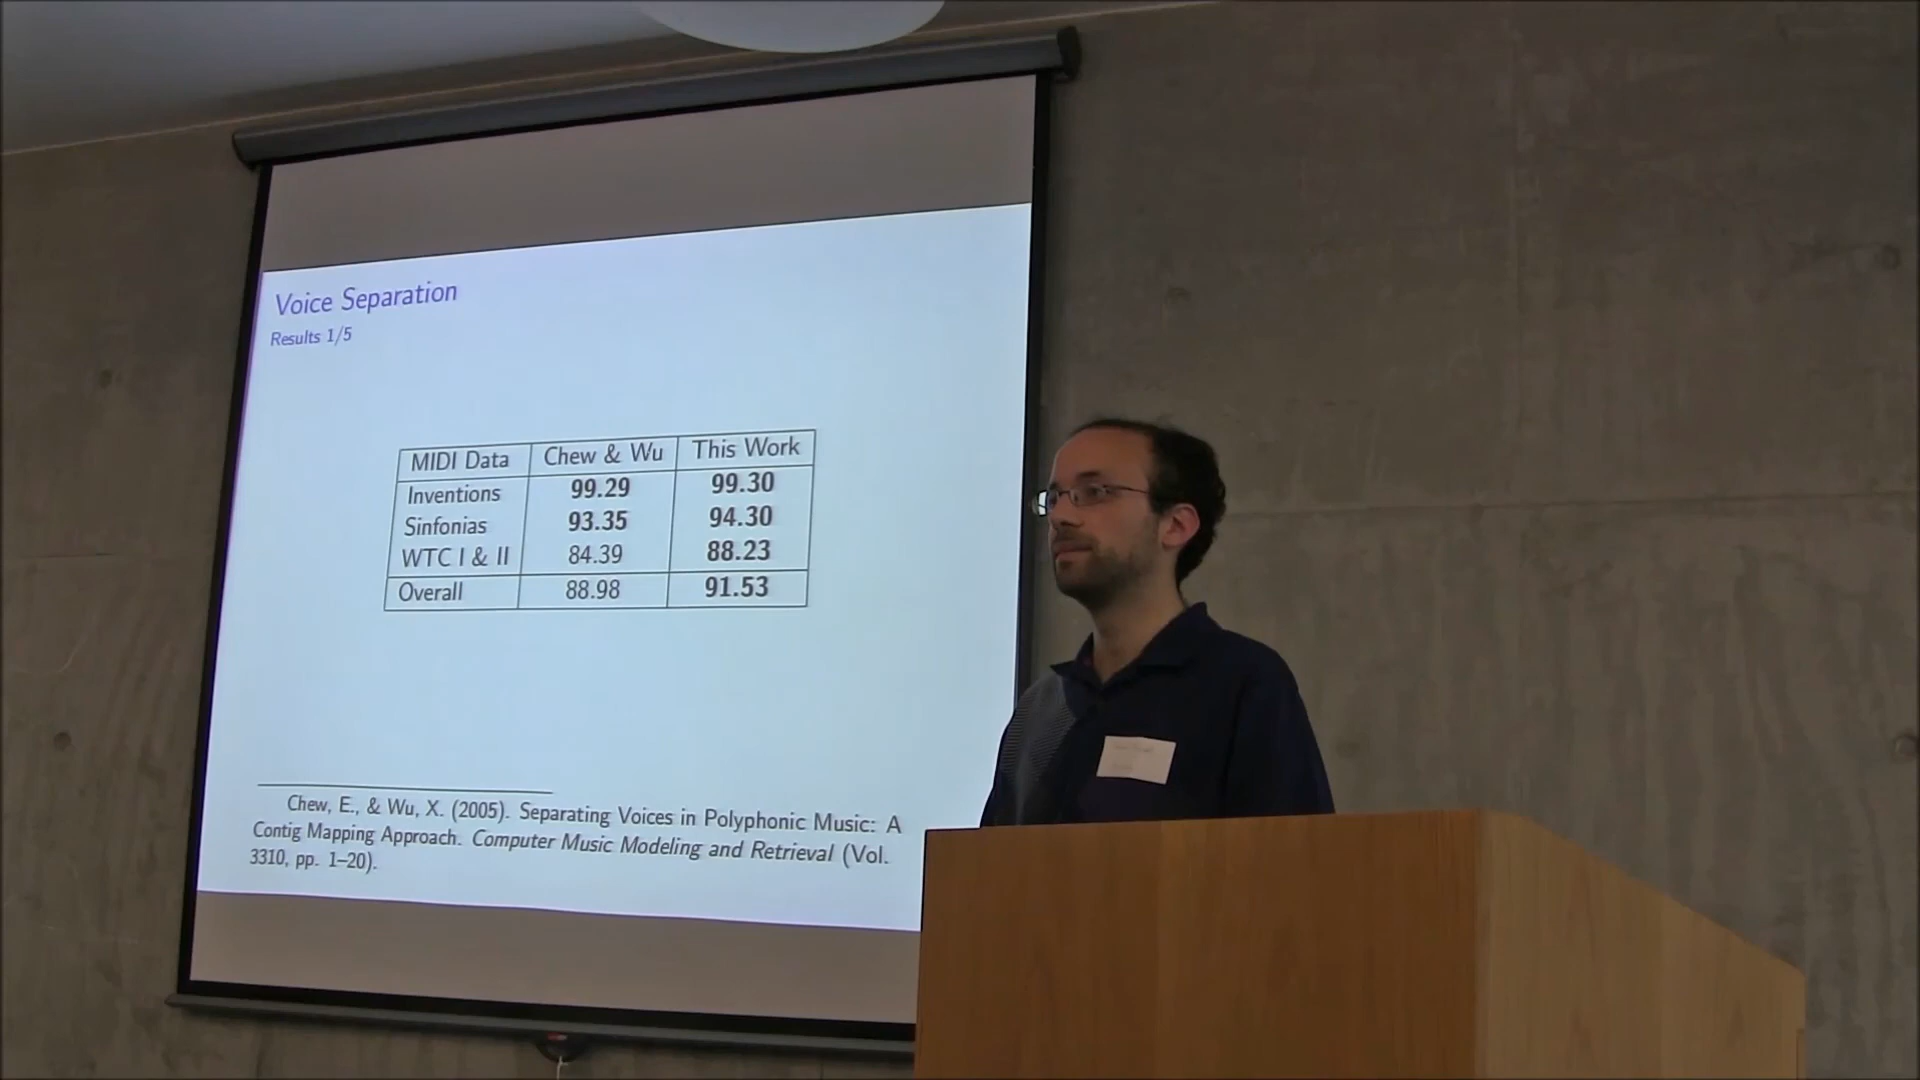 Voice Separation
Results 1/5
MIDI Data Chew & Wu This Work
Inventions 99.29 99.30
Sinfonias 93.35 94.30
WTC I & II 84.39 88.23
Overall 88.98 91.53
Chew, E., & Wu, X. (2005). Separating Voices in Polyphonic Music: A
Contig Mapping Approach. Computer Music Modeling and Retrieval (Vol.
3310, pp. 1–20).